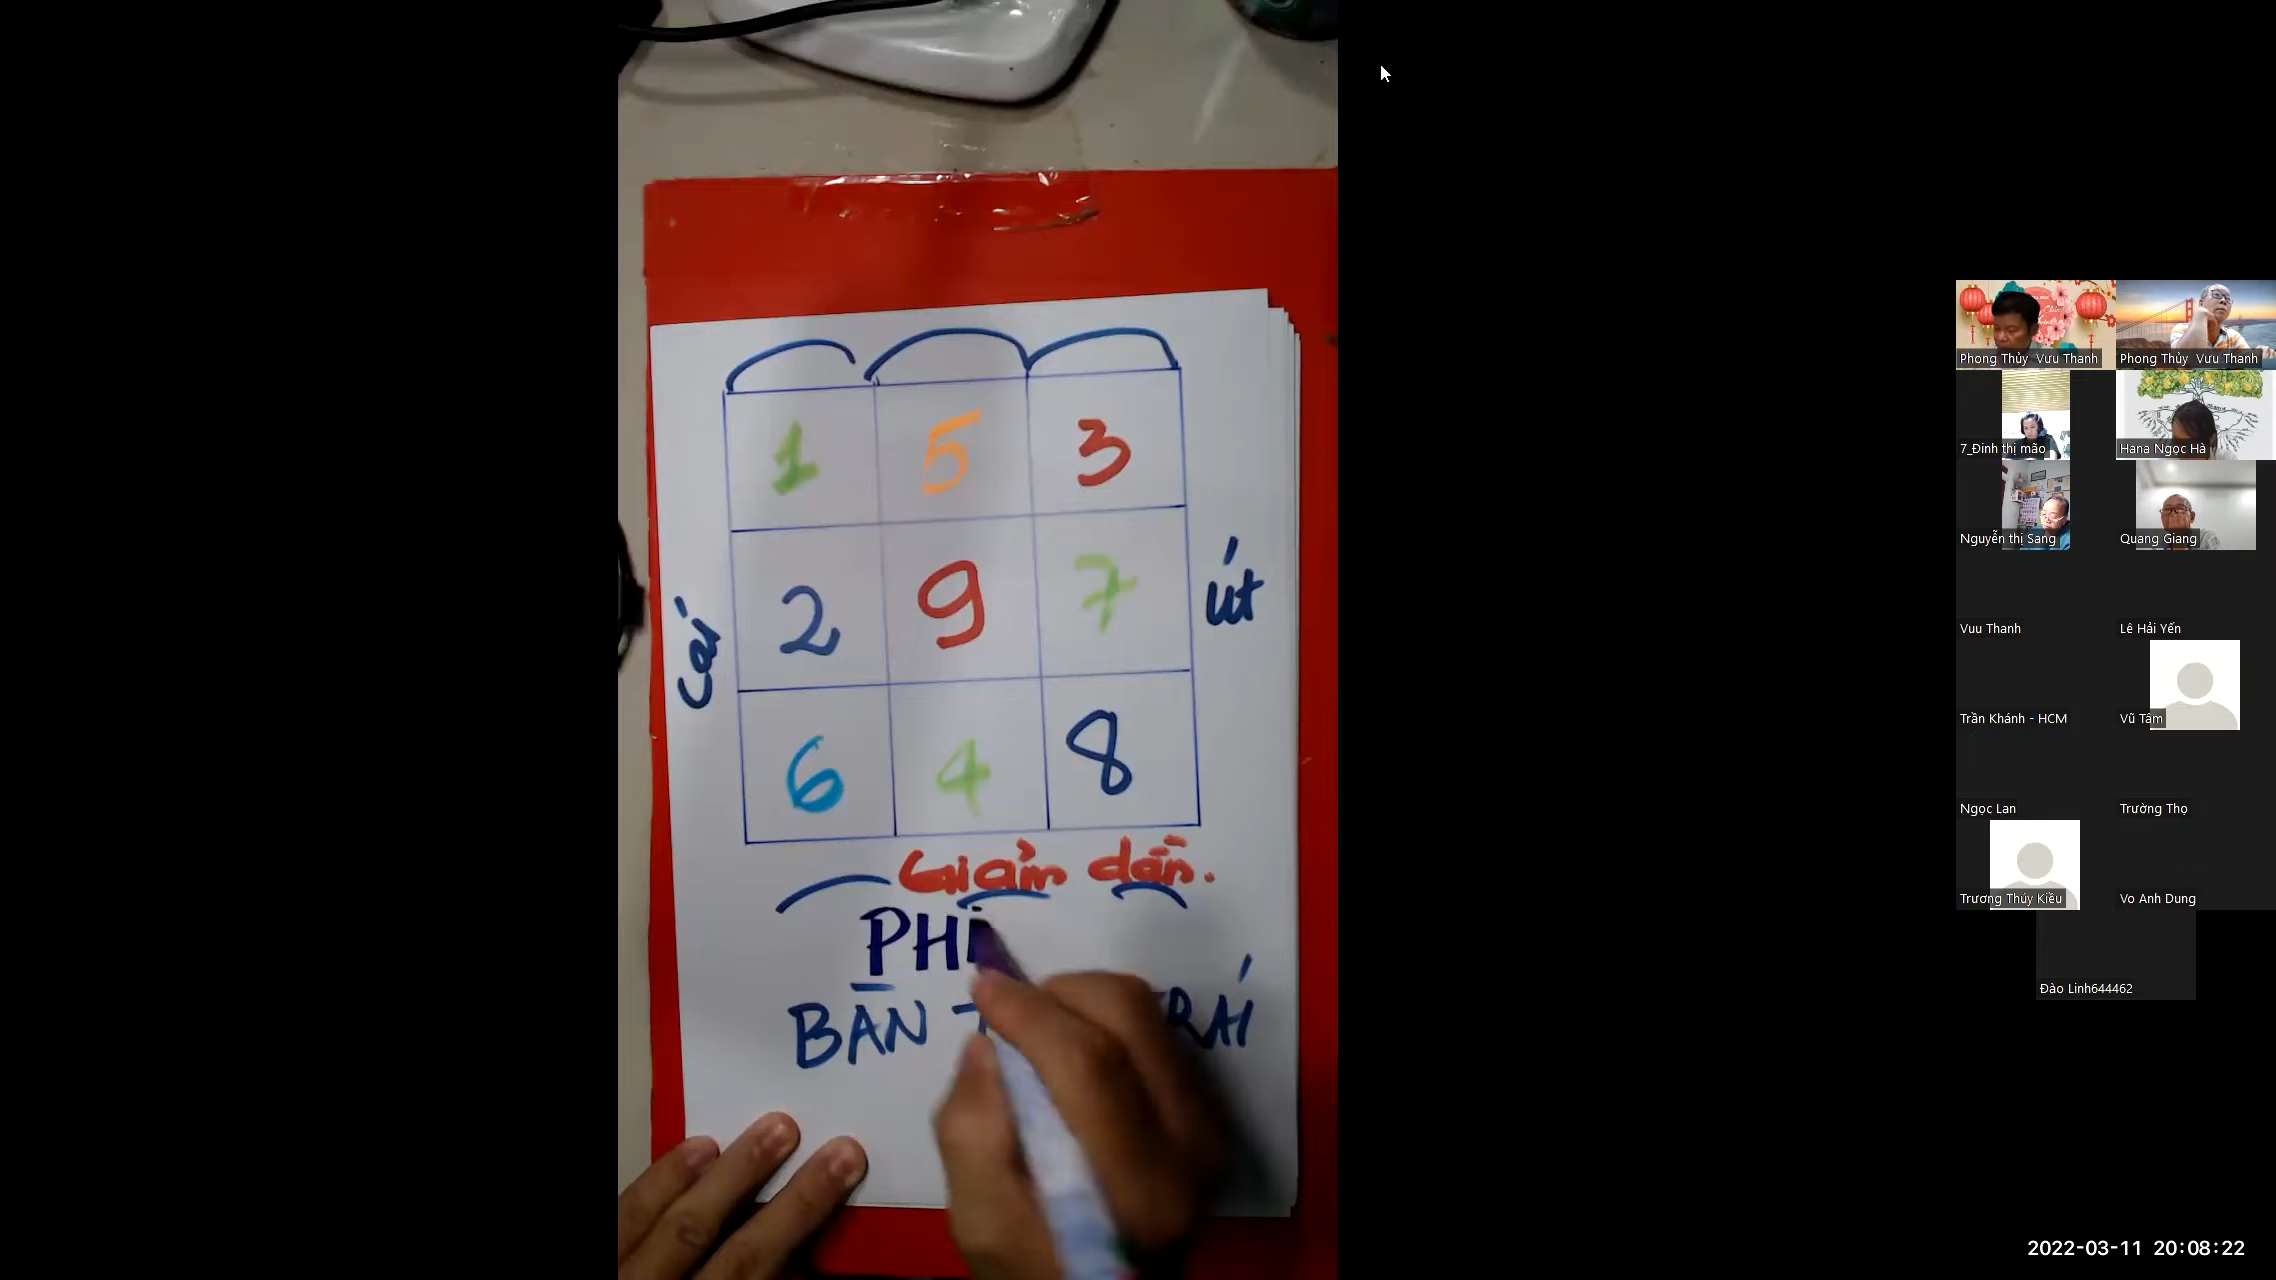 1 5 3
2 9 7
6 4 8
cái
út
Giảm dần.
PHI
BÀN TRÁI
Phong Thủy Vưu Thanh
Phong Thủy Vưu Thanh
7_Đinh thị mão
Hana Ngọc Hà
Nguyễn thị Sang
Quang Giang
Vuu Thanh
Lê Hải Yến
Trần Khánh - HCM
Vũ Tâm
Ngọc Lan
Trường Thọ
Trương Thúy Kiều
Vo Anh Dung
Đào Linh644462
2022-03-11 20:08:22